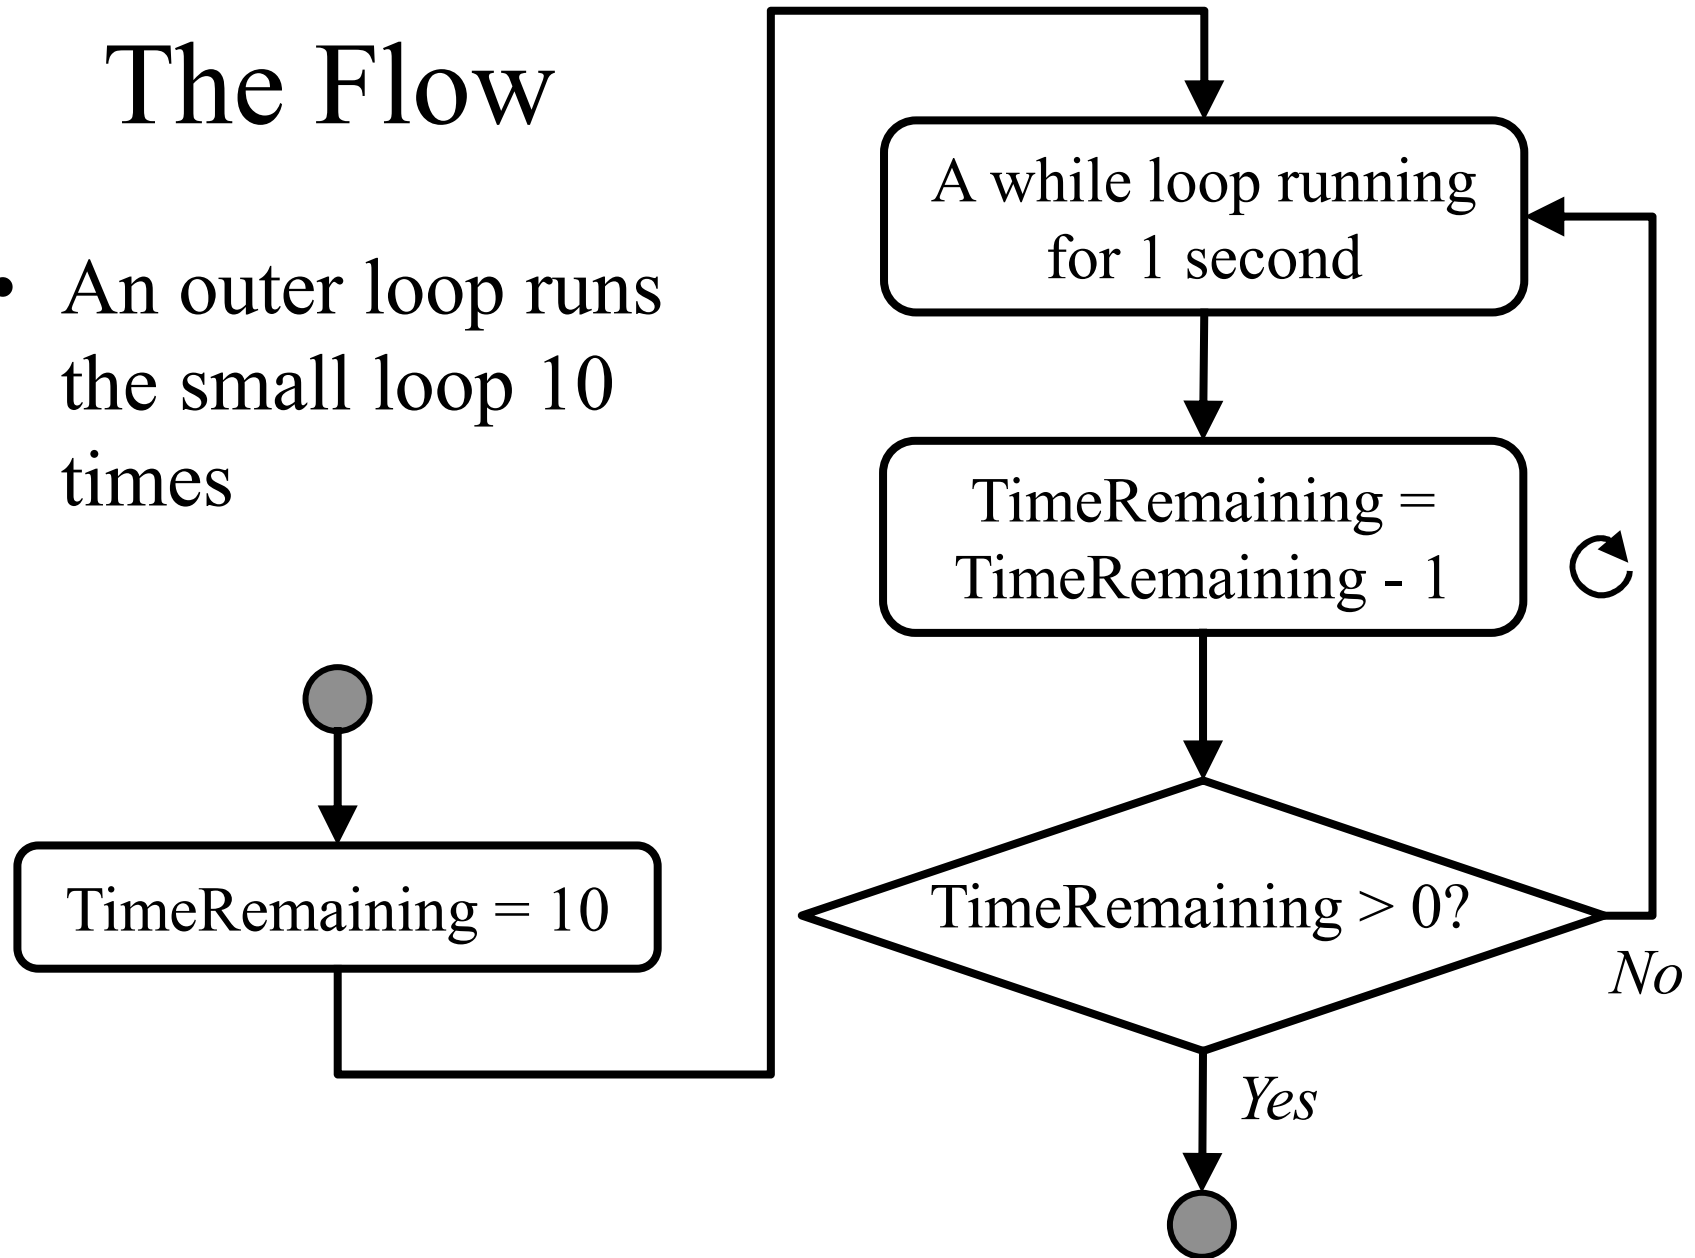 The Flow
• An outer loop runs
the small loop 10
times
TimeRemaining = 10
A while loop running
for 1 second
TimeRemaining =
TimeRemaining - 1
TimeRemaining > 0?
No
Yes